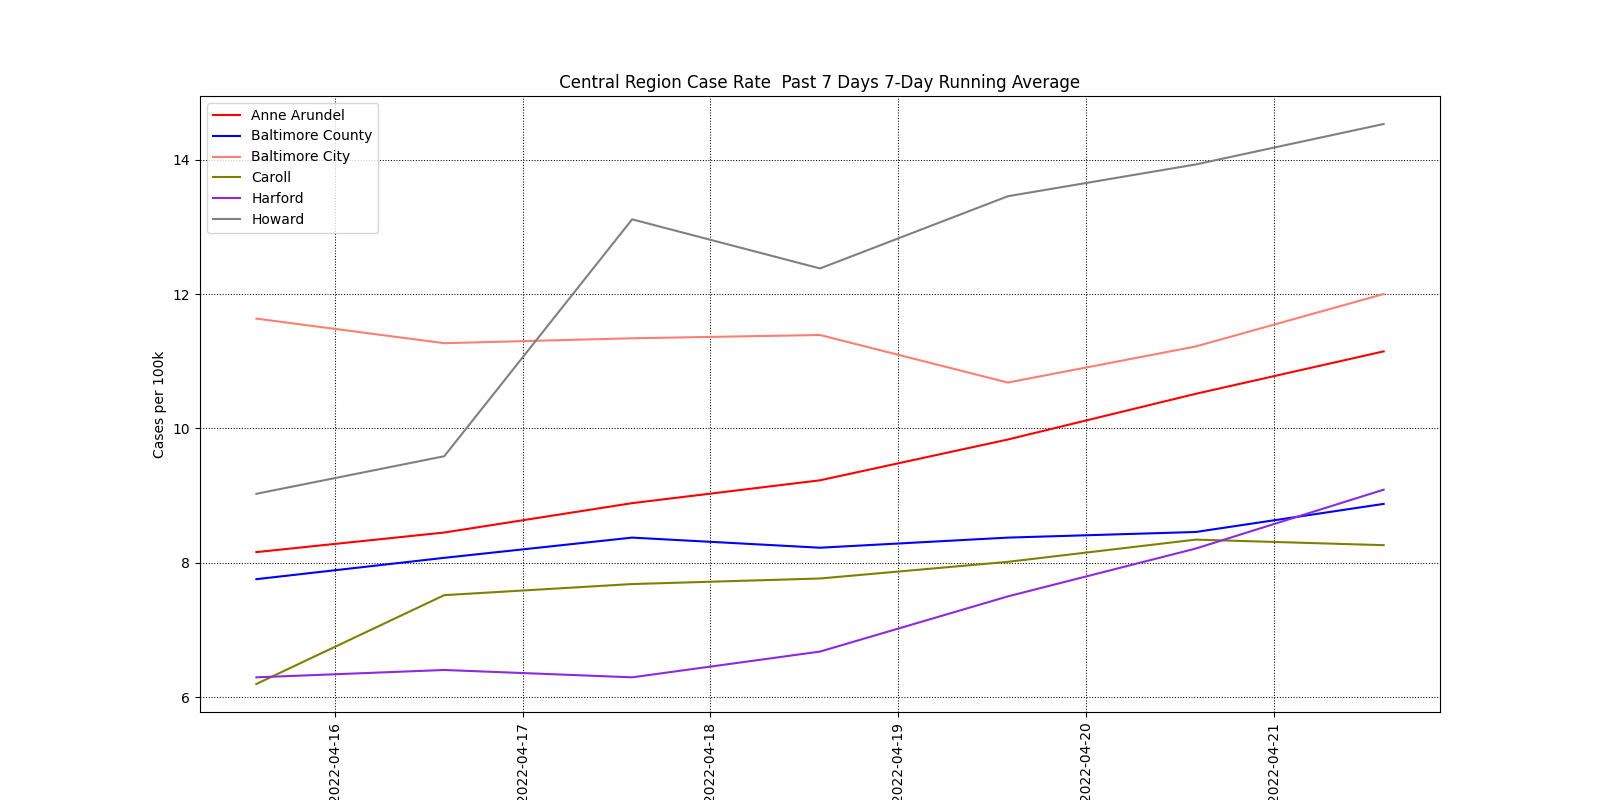 Central Region Case Rate  Past 7 Days 7-Day Running Average
Anne Arundel
Baltimore County
Baltimore City
Caroll
Harford
Howard
Cases per 100k
14
12
10
8
6
2022-04-16
2022-04-17
2022-04-18
2022-04-19
2022-04-20
2022-04-21